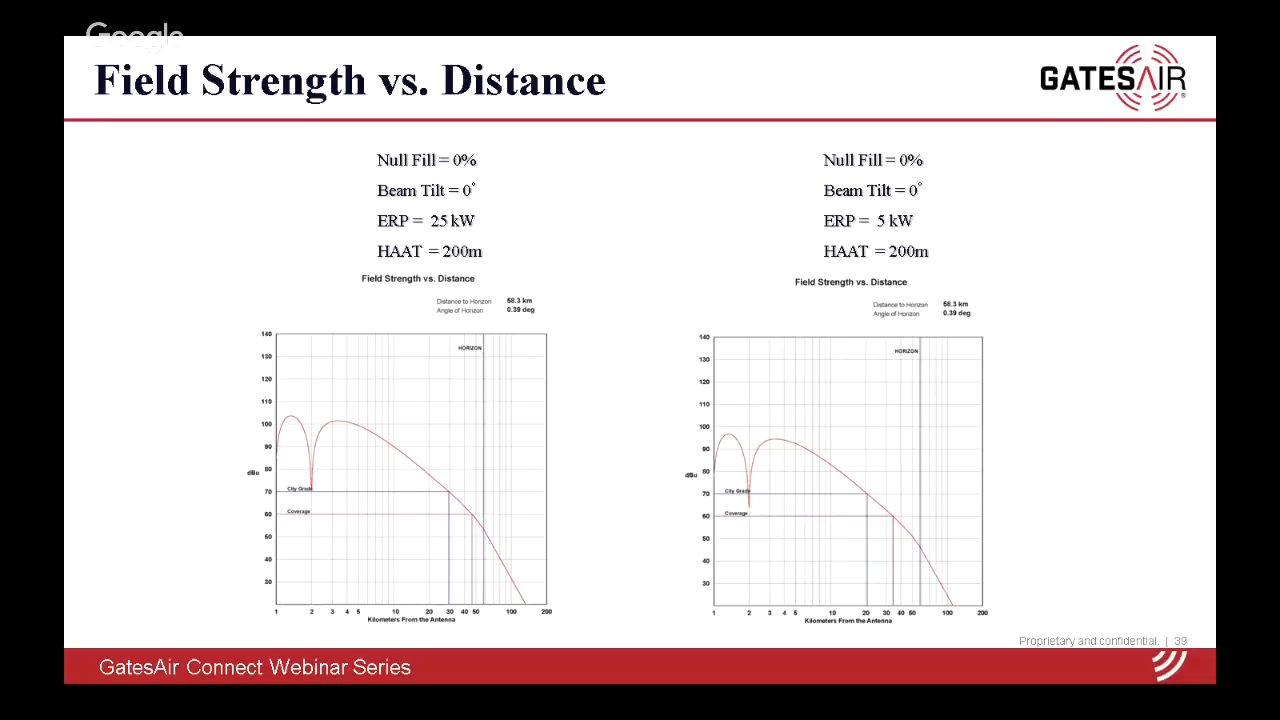 Google
Field Strength vs. Distance
GATESAIR
Null Fill = 0%
Beam Tilt = 0°
ERP = 25 kW
HAAT = 200m
Field Strength vs. Distance
Distance to Horizon 58.3 km
Angle of Horizon 0.39 deg
HORIZON
140
130
120
110
100
90
80
dBu
70
City Grade
60
Coverage
50
40
30
1 2 3 4 5 10 20 30 40 50 100 200
Kilometers From the Antenna
Null Fill = 0%
Beam Tilt = 0°
ERP = 5 kW
HAAT = 200m
Field Strength vs. Distance
Distance to Horizon 58.3 km
Angle of Horizon 0.39 deg
HORIZON
140
130
120
110
100
90
80
dBu
70
City Grade
60
Coverage
50
40
30
1 2 3 4 5 10 20 30 40 50 100 200
Kilometers From the Antenna
Proprietary and confidential. | 39
GatesAir Connect Webinar Series